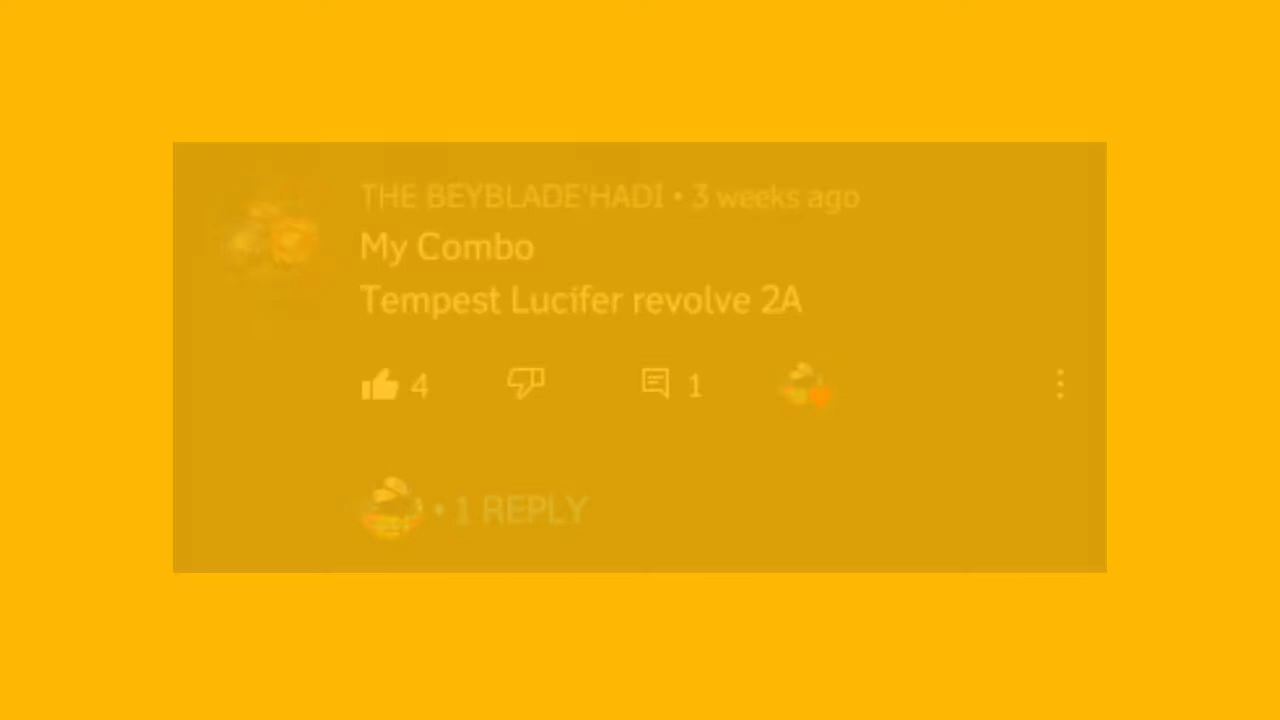 THE BEYBLADE'HADI • 3 weeks ago
My Combo
Tempest Lucifer revolve 2A
4 1
• 1 REPLY